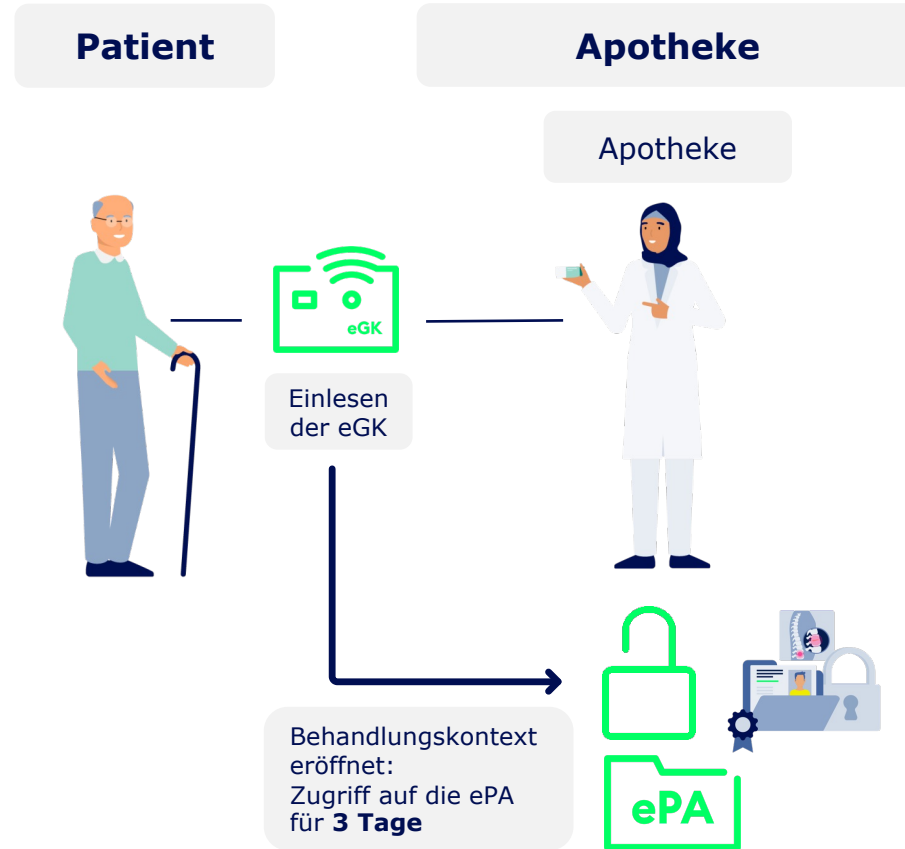 Patient
Apotheke
Apotheke
eGK
Einlesen
der eGK
Behandlungskontext
eröffnet:
Zugriff auf die ePA
für 3 Tage
ePA